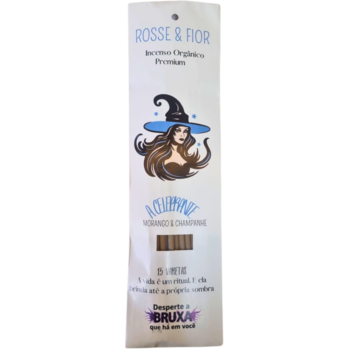 ROSSE & FIOR
Incenso Orgânico
Premium
A CELEBRANTE
MORANGO & CHAMPANHE
15 VARETAS
A vida é um ritual. E ela
brinda até a própria sombra
Desperte a
BRUXA
que há em você